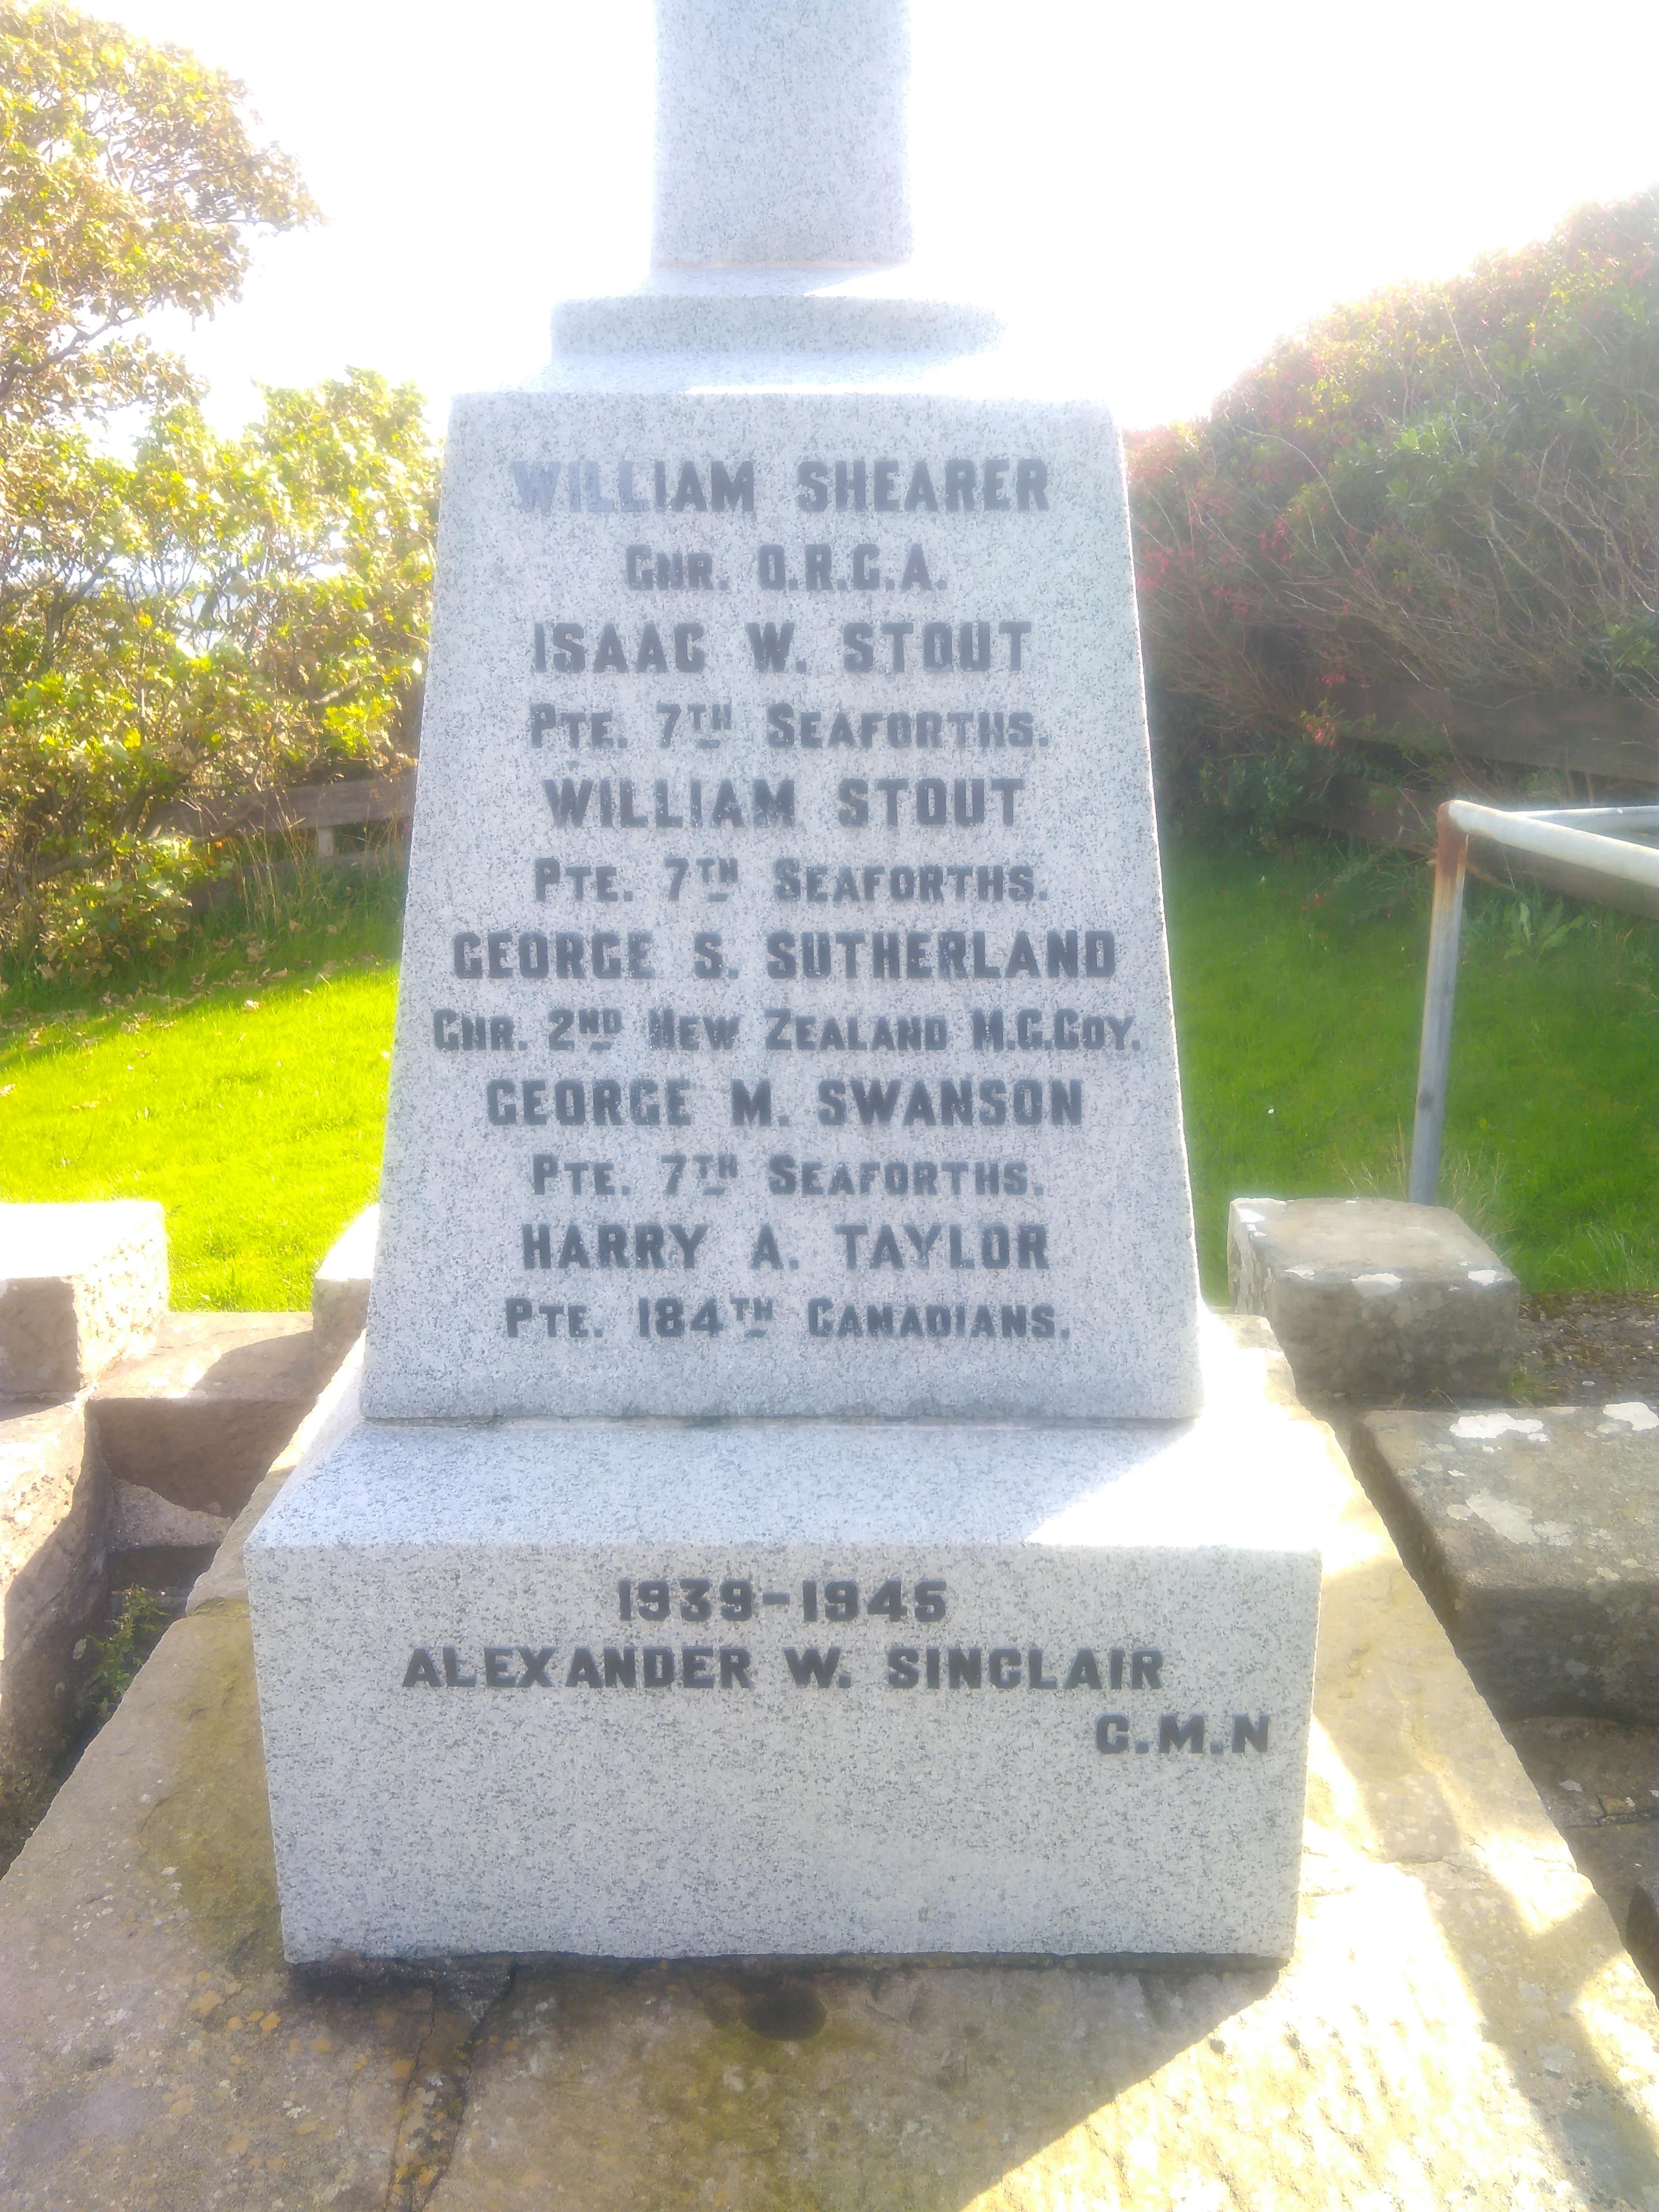 WILLIAM SHEARER
GNR. O.R.G.A.
ISAAC W. STOUT
PTE. 7TH SEAFORTHS.
WILLIAM STOUT
PTE. 7TH SEAFORTHS.
GEORGE S. SUTHERLAND
GNR. 2ND NEW ZEALAND M.G.COY.
GEORGE M. SWANSON
PTE. 7TH SEAFORTHS.
HARRY A. TAYLOR
PTE. 184TH CANADIANS.
1939-1945
ALEXANDER W. SINCLAIR
C.M.N